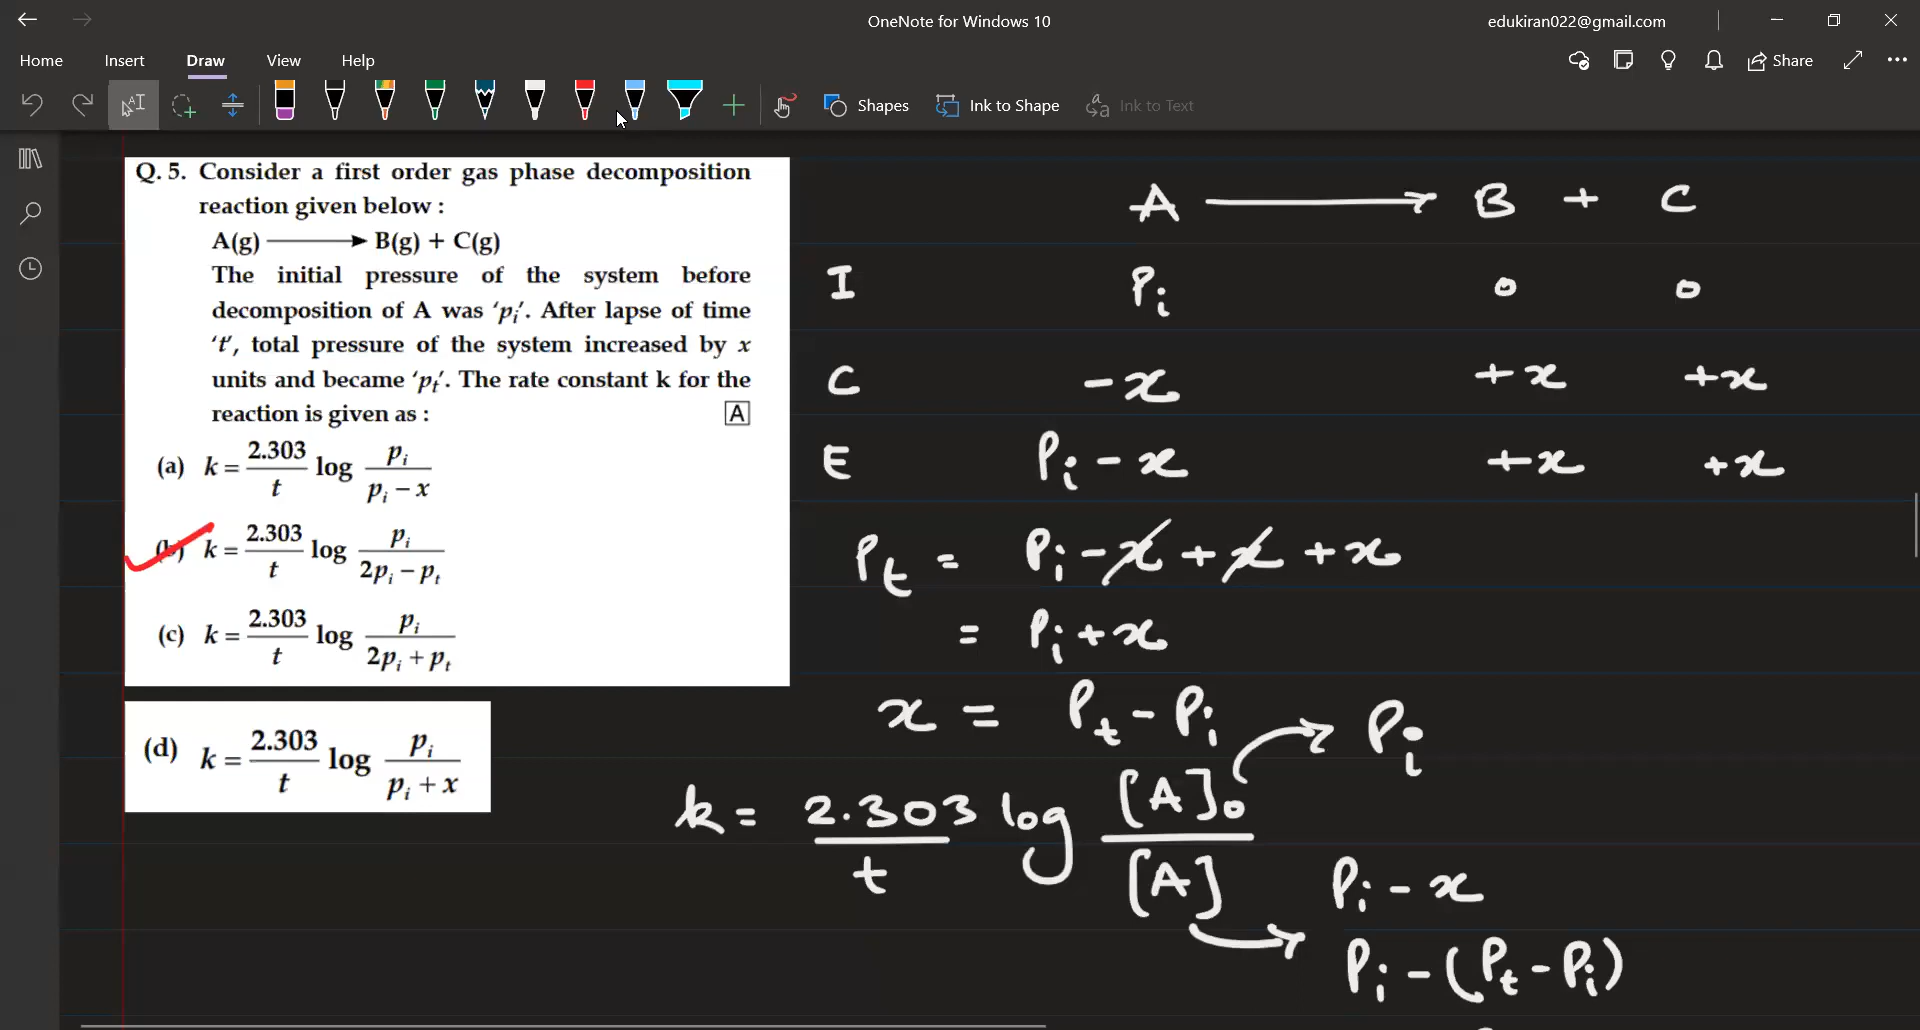 OneNote for Windows 10
edukiran022@gmail.com
Home Insert Draw View Help
Share
Shapes Ink to Shape Ink to Text
Q. 5. Consider a first order gas phase decomposition
reaction given below :
A(g) ⟶ B(g) + C(g)
The initial pressure of the system before
decomposition of A was ‘pᵢ’. After lapse of time
‘t’, total pressure of the system increased by x
units and became ‘pₜ’. The rate constant k for the
reaction is given as : A
(a) k = 2.303/t log pᵢ/(pᵢ − x)
(b) k = 2.303/t log pᵢ/(2pᵢ − pₜ)
(c) k = 2.303/t log pᵢ/(2pᵢ + pₜ)
(d) k = 2.303/t log pᵢ/(pᵢ + x)
A ⟶ B + C
I Pᵢ 0 0
C -x +x +x
E Pᵢ - x +x +x
Pₜ = Pᵢ - x + x + x
= Pᵢ + x
x = Pₜ - Pᵢ
k = 2.303/t log [A]₀/[A]
Pᵢ
Pᵢ - x
Pᵢ - (Pₜ - Pᵢ)